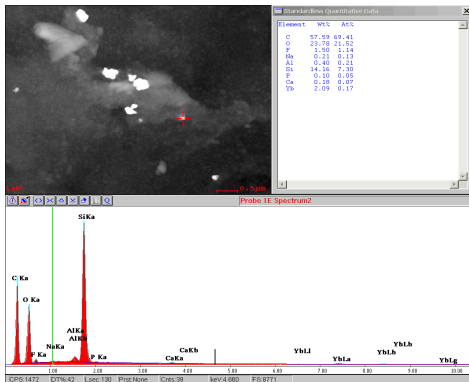 Standardless Quantitative Data
Element Wt% At%
C 57.59 69.41
O 23.78 21.52
F 1.50 1.14
Na 0.21 0.13
Al 0.40 0.21
Si 14.16 7.30
P 0.10 0.05
Ca 0.18 0.07
Yb 2.09 0.17
0.5µm
Probe 1E Spectrum2
SiKa
C Ka
O Ka
F Ka
NaKa
AlKa
AlKb
P Ka
CaKa
CaKb
YbLl
YbLa
YbLb
YbLb
YbLg
1.00 2.00 3.00 4.00 5.00 6.00 7.00 8.00 9.00 10.00
CPS:1472 DT%:42 Lsec:130 Prst:None Cnts:39 keV:4.660 FS:8771